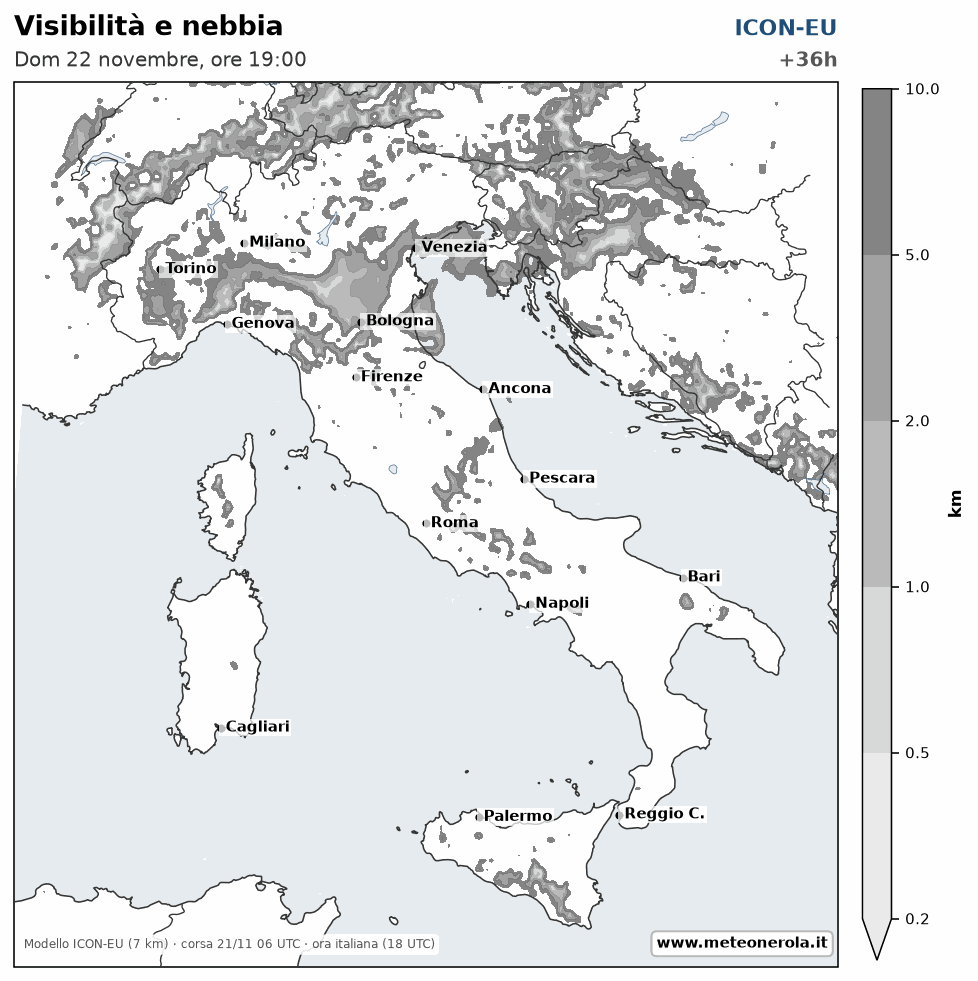 Visibilità e nebbia
ICON-EU
Dom 22 novembre, ore 19:00
+36h
10.0
5.0
2.0
1.0
0.5
0.2
km
Milano
Venezia
Torino
Genova
Bologna
Firenze
Ancona
Pescara
Roma
Bari
Napoli
Cagliari
Palermo
Reggio C.
Modello ICON-EU (7 km) · corsa 21/11 06 UTC · ora italiana (18 UTC)
www.meteonerola.it